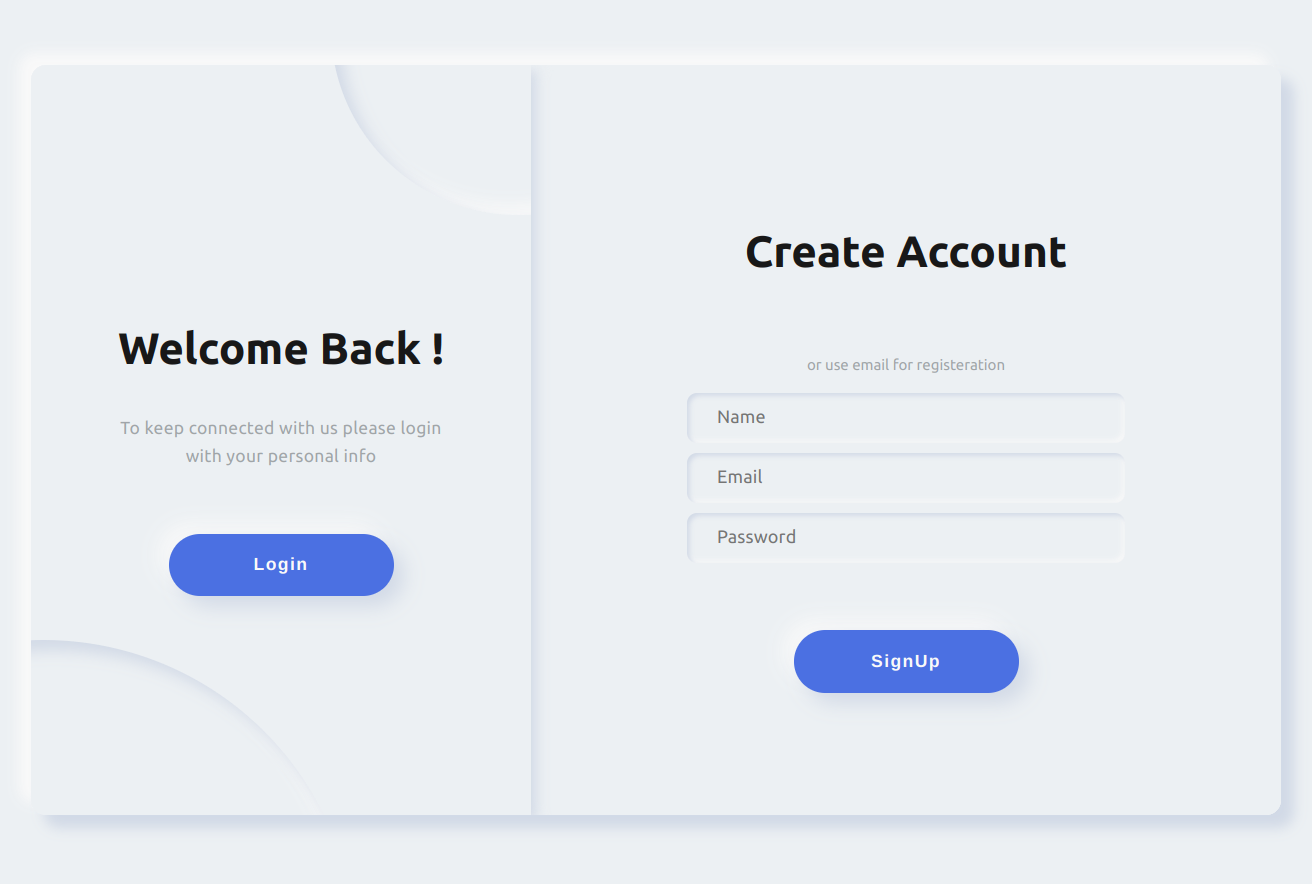 Welcome Back !
To keep connected with us please login
with your personal info
Login
Create Account
or use email for registeration
Name
Email
Password
SignUp